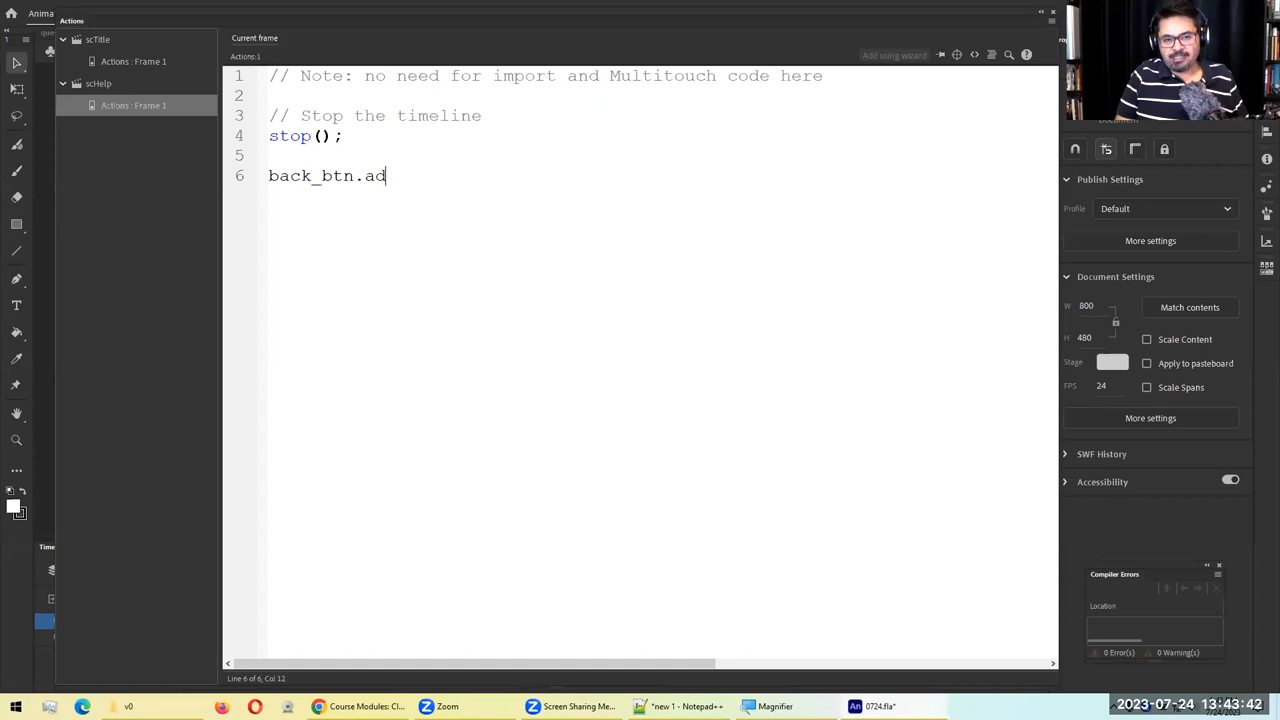 Anima
Actions
scTitle
Actions : Frame 1
scHelp
Actions : Frame 1
Current frame
Actions:1
Add using wizard
1 // Note: no need for import and Multitouch code here
2
3 // Stop the timeline
4 stop();
5
6 back_btn.ad
Line 6 of 6, Col 12
Document
Publish Settings
Profile Default
More settings
Document Settings
W 800
Match contents
H 480
Scale Content
Stage
Apply to pasteboard
FPS 24
Scale Spans
More settings
SWF History
Accessibility
Compiler Errors
Location
0 Error(s) 0 Warning(s)
Time
v0
Course Modules: Cl...
Zoom
Screen Sharing Me...
*new 1 - Notepad++
Magnifier
0724.fla*
2023-07-24 13:43:42